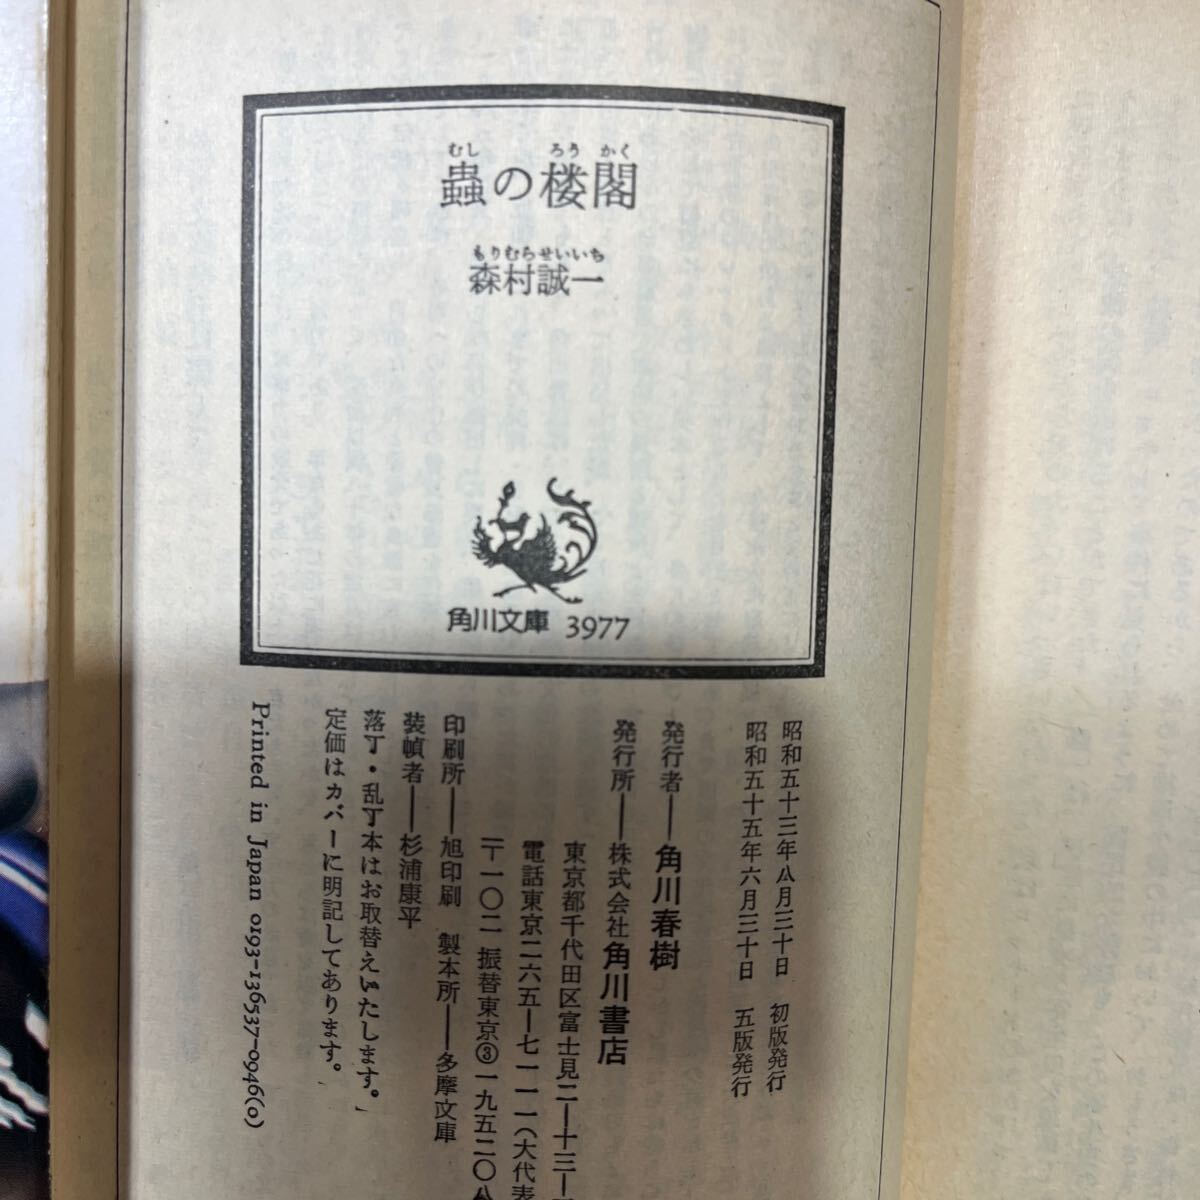 むし ろう かく
蟲の楼閣
もりむらせいいち
森村誠一
角川文庫 3977
昭和五十三年八月三十日 初版発行
昭和五十五年六月三十日 五版発行
発行者―角川春樹
発行所―株式会社角川書店
東京都千代田区富士見二―十三―
電話東京二六五―七一一一(大代表
〒一〇二 振替東京③一九五二〇八
印刷所―旭印刷 製本所―多摩文庫
装幀者―杉浦康平
落丁・乱丁本はお取替えいたします。
定価はカバーに明記してあります。
Printed in Japan 0193-136537-0946(0)